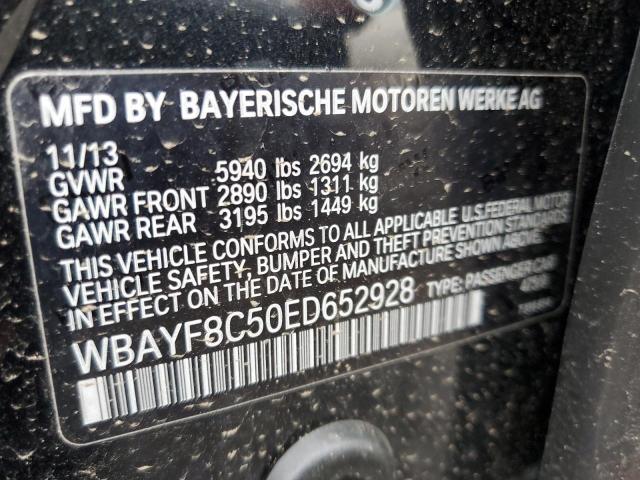 MFD BY BAYERISCHE MOTOREN WERKE AG
11/13
GVWR 5940 lbs 2694 kg
GAWR FRONT 2890 lbs 1311 kg
GAWR REAR 3195 lbs 1449 kg
THIS VEHICLE CONFORMS TO ALL APPLICABLE U.S. FEDERAL MOTOR
VEHICLE SAFETY, BUMPER AND THEFT PREVENTION STANDARDS
IN EFFECT ON THE DATE OF MANUFACTURE SHOWN ABOVE.
WBAYF8C50ED652928 TYPE: PASSENGER CAR